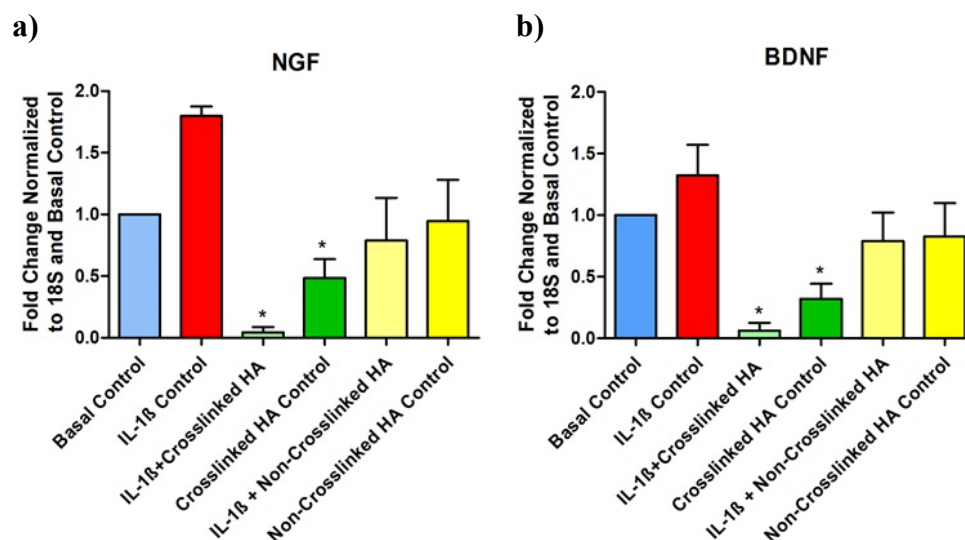 a)
NGF
Fold Change Normalized
to 18S and Basal Control
2.0
1.5
1.0
0.5
0.0
*
*
Basal Control
IL-1ß Control
IL-1ß+Crosslinked HA
Crosslinked HA Control
IL-1ß + Non-Crosslinked HA
Non-Crosslinked HA Control
b)
BDNF
Fold Change Normalized
to 18S and Basal Control
2.0
1.5
1.0
0.5
0.0
*
*
Basal Control
IL-1ß Control
IL-1ß+Crosslinked HA
Crosslinked HA Control
IL-1ß + Non-Crosslinked HA
Non-Crosslinked HA Control